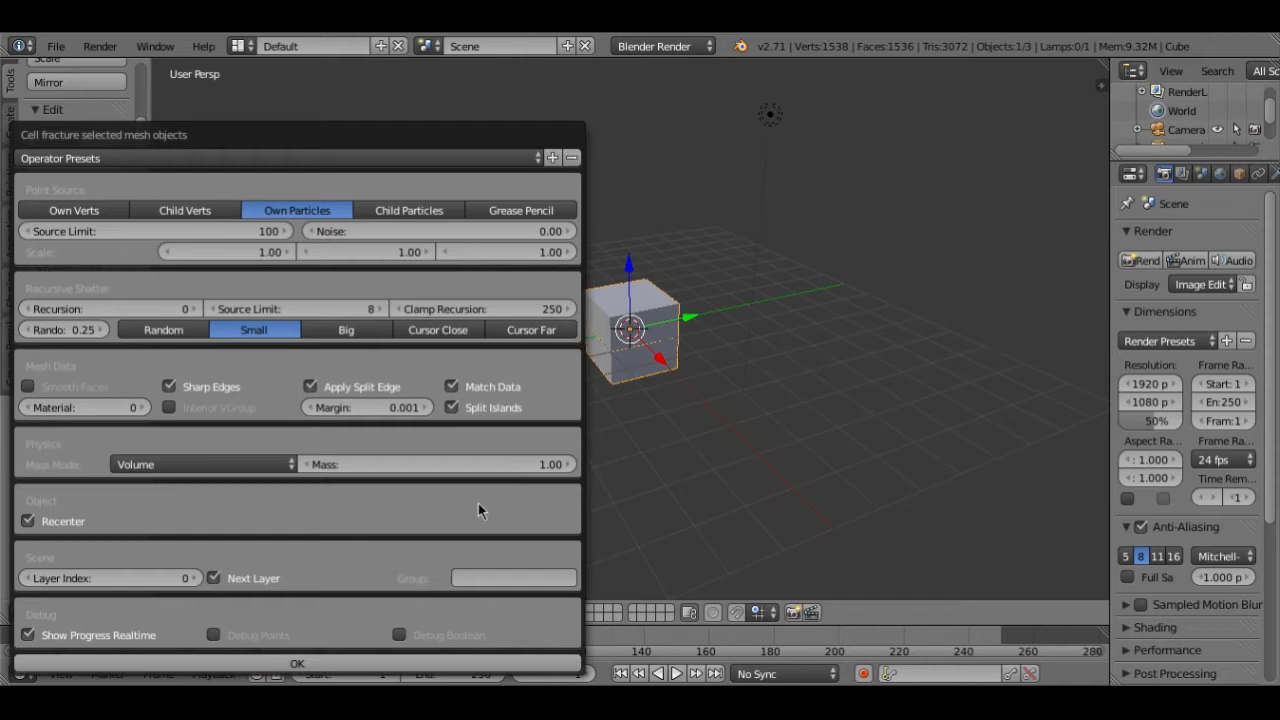 File Render Window Help Default Scene Blender Render v2.71 | Verts:1538 | Faces:1536 | Tris:3072 | Objects:1/3 | Lamps:0/1 | Mem:9.32M | Cube
Tools
Mirror
Edit
User Persp
View Search All Sc
RenderL
World
Camera
Cell fracture selected mesh objects
Operator Presets
Point Source
Own Verts Child Verts Own Particles Child Particles Grease Pencil
Source Limit: 100 Noise: 0.00
Scale: 1.00 1.00 1.00
Recursive Shatter
Recursion: 0 Source Limit: 8 Clamp Recursion: 250
Rando: 0.25 Random Small Big Cursor Close Cursor Far
Mesh Data
Smooth Faces Sharp Edges Apply Split Edge Match Data
Material: 0 Interior VGroup Margin: 0.001 Split Islands
Physics
Mass Mode: Volume Mass: 1.00
Object
Recenter
Scene
Layer Index: 0 Next Layer Group:
Debug
Show Progress Realtime Debug Points Debug Boolean
OK
Scene
Render
Rend Anim Audio
Display Image Edit
Dimensions
Render Presets
Resolution: Frame Ra...
1920 p Start: 1
1080 p En:250
50% Fram:1
Aspect Ra... Frame Ra...
: 1.000 24 fps
: 1.000 Time Rem...
1
Anti-Aliasing
5 8 11 16 Mitchell-
Full Sa 1.000 p
Sampled Motion Blur
Shading
Performance
Post Processing
140 160 180 200 220 240 260 280
No Sync